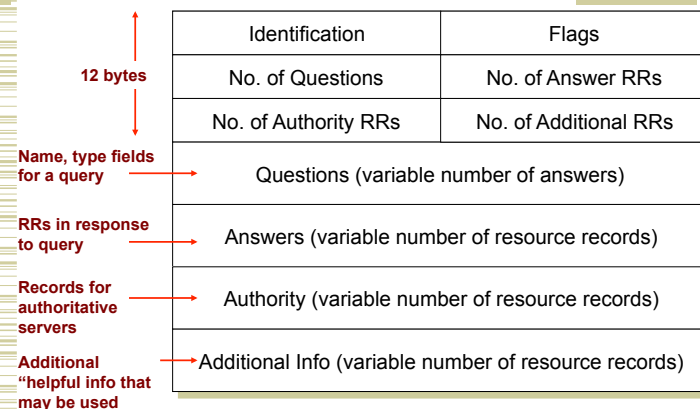 Identification Flags
12 bytes No. of Questions No. of Answer RRs
No. of Authority RRs No. of Additional RRs
Name, type fields
for a query
Questions (variable number of answers)
RRs in response
to query
Answers (variable number of resource records)
Records for
authoritative
servers
Authority (variable number of resource records)
Additional
“helpful info that
may be used
Additional Info (variable number of resource records)